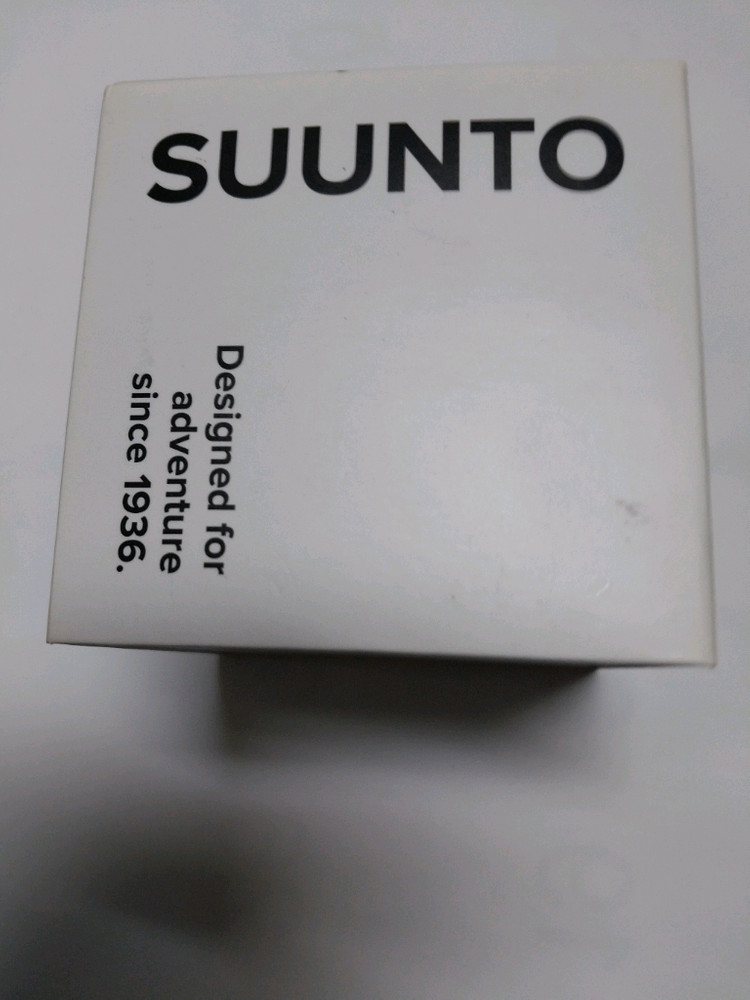 SUUNTO
Designed for
adventure
since 1936.